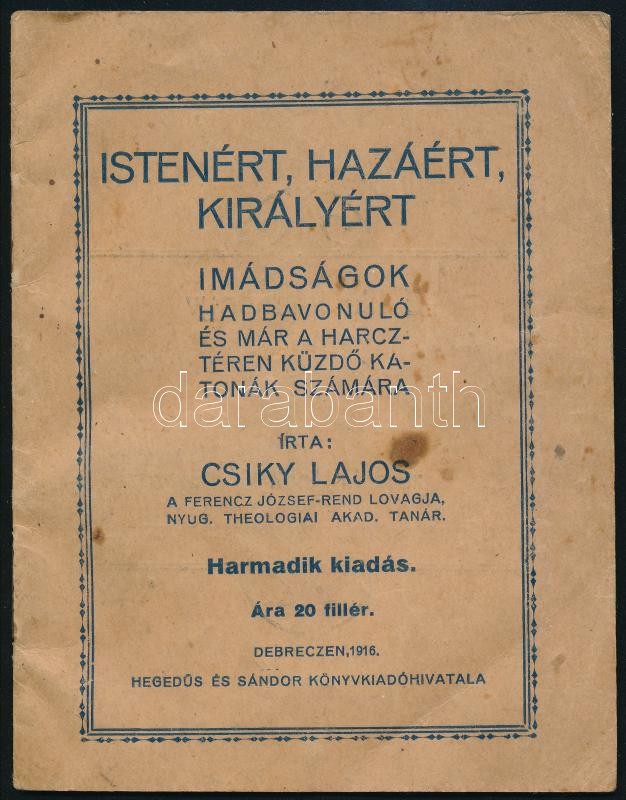 ISTENÉRT, HAZÁÉRT,
KIRÁLYÉRT
IMÁDSÁGOK
HADBAVONULÓ
ÉS MÁR A HARCZ-
TÉREN KÜZDŐ KA-
TONÁK SZÁMÁRA
darabanth
ÍRTA:
CSIKY LAJOS
A FERENCZ JÓZSEF-REND LOVAGJA,
NYUG. THEOLOGIAI AKAD. TANÁR.
Harmadik kiadás.
Ára 20 fillér.
DEBRECZEN, 1916.
HEGEDŰS ÉS SÁNDOR KÖNYVKIADÓHIVATALA